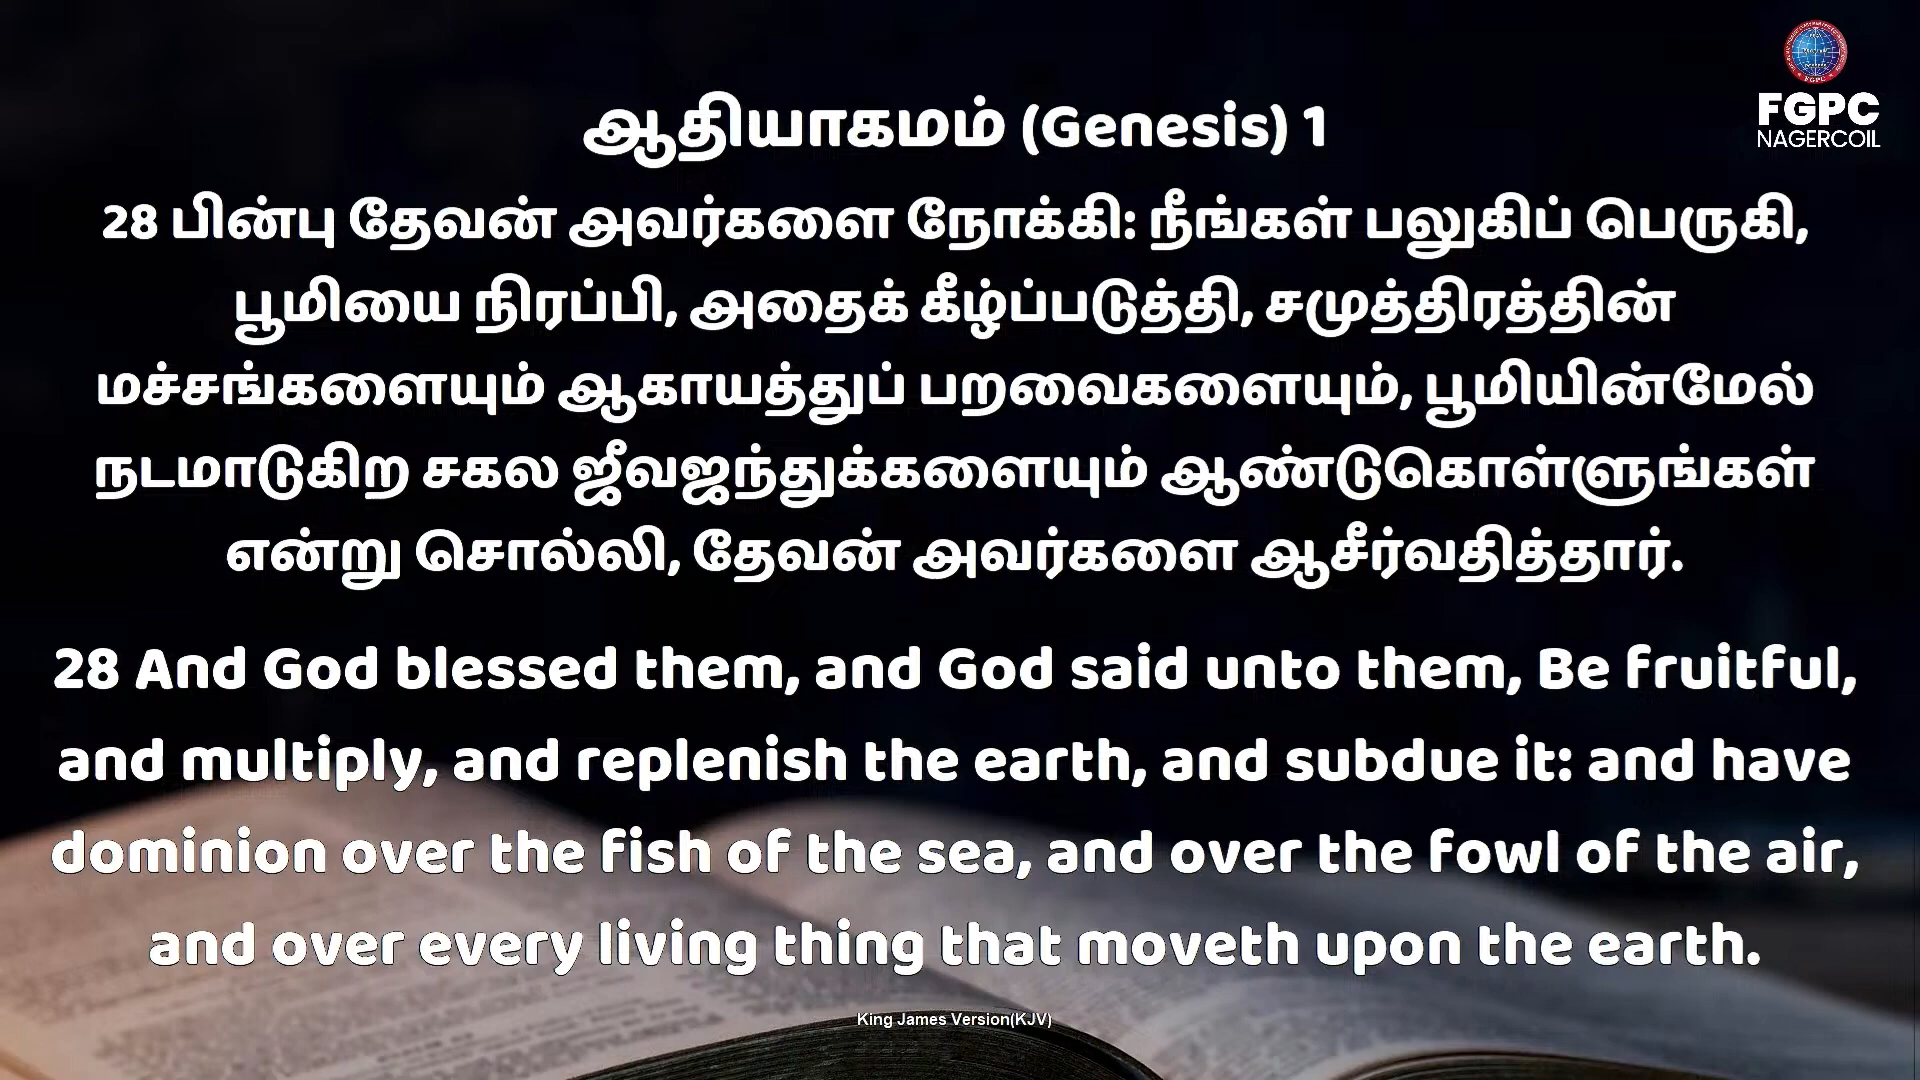 FGPC
NAGERCOIL
ஆதியாகமம் (Genesis) 1
28 பின்பு தேவன் அவர்களை நோக்கி: நீங்கள் பலுகிப் பெருகி,
பூமியை நிரப்பி, அதைக் கீழ்ப்படுத்தி, சமுத்திரத்தின்
மச்சங்களையும் ஆகாயத்துப் பறவைகளையும், பூமியின்மேல்
நடமாடுகிற சகல ஜீவஜந்துக்களையும் ஆண்டுகொள்ளுங்கள்
என்று சொல்லி, தேவன் அவர்களை ஆசீர்வதித்தார்.
28 And God blessed them, and God said unto them, Be fruitful,
and multiply, and replenish the earth, and subdue it: and have
dominion over the fish of the sea, and over the fowl of the air,
and over every living thing that moveth upon the earth.
King James Version(KJV)